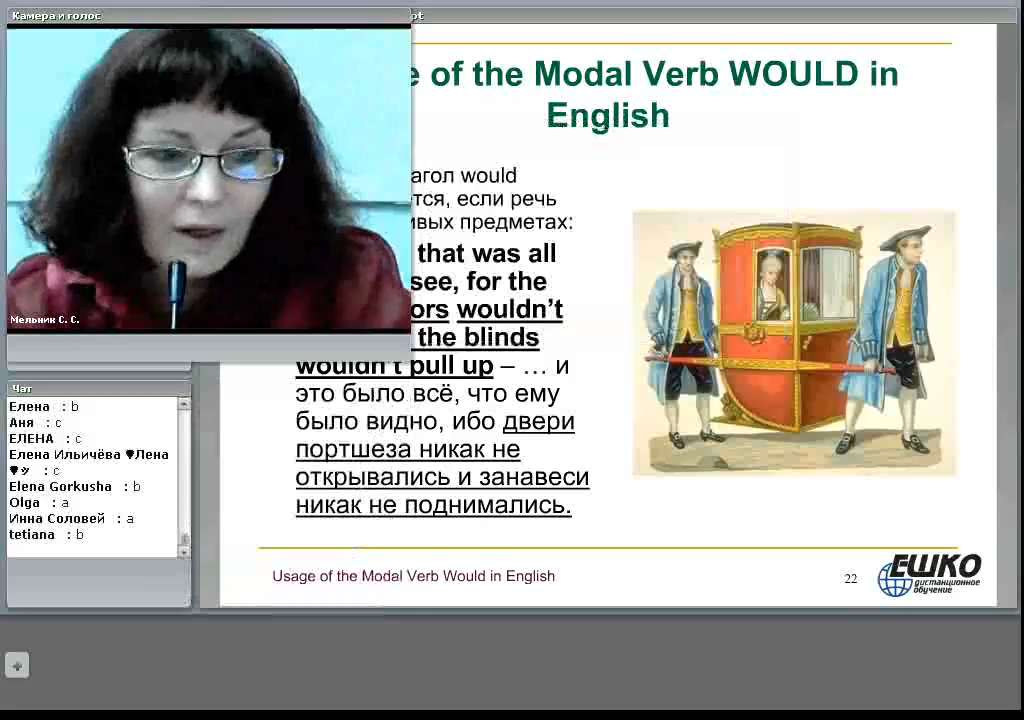 Камера и голос
pt
e of the Modal Verb WOULD in
English
агол would
тся, если речь
ивых предметах:
that was all
see, for the
ors wouldn't
the blinds
wouldn't pull up – … и
это было всё, что ему
было видно, ибо двери
портшеза никак не
открывались и занавеси
никак не поднимались.
Мельник С. С.
Чат
Елена : b
Аня : c
ЕЛЕНА : c
Елена Ильичёва ♥Лена
♥ッ : c
Elena Gorkusha : b
Olga : a
Инна Соловей : a
tetiana : b
Usage of the Modal Verb Would in English
22
ЕШКО
дистанционное
обучение